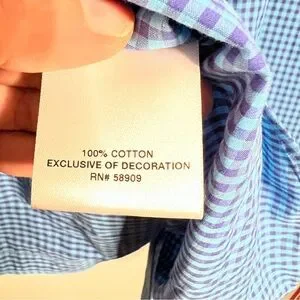 100% COTTON
EXCLUSIVE OF DECORATION
RN# 58909